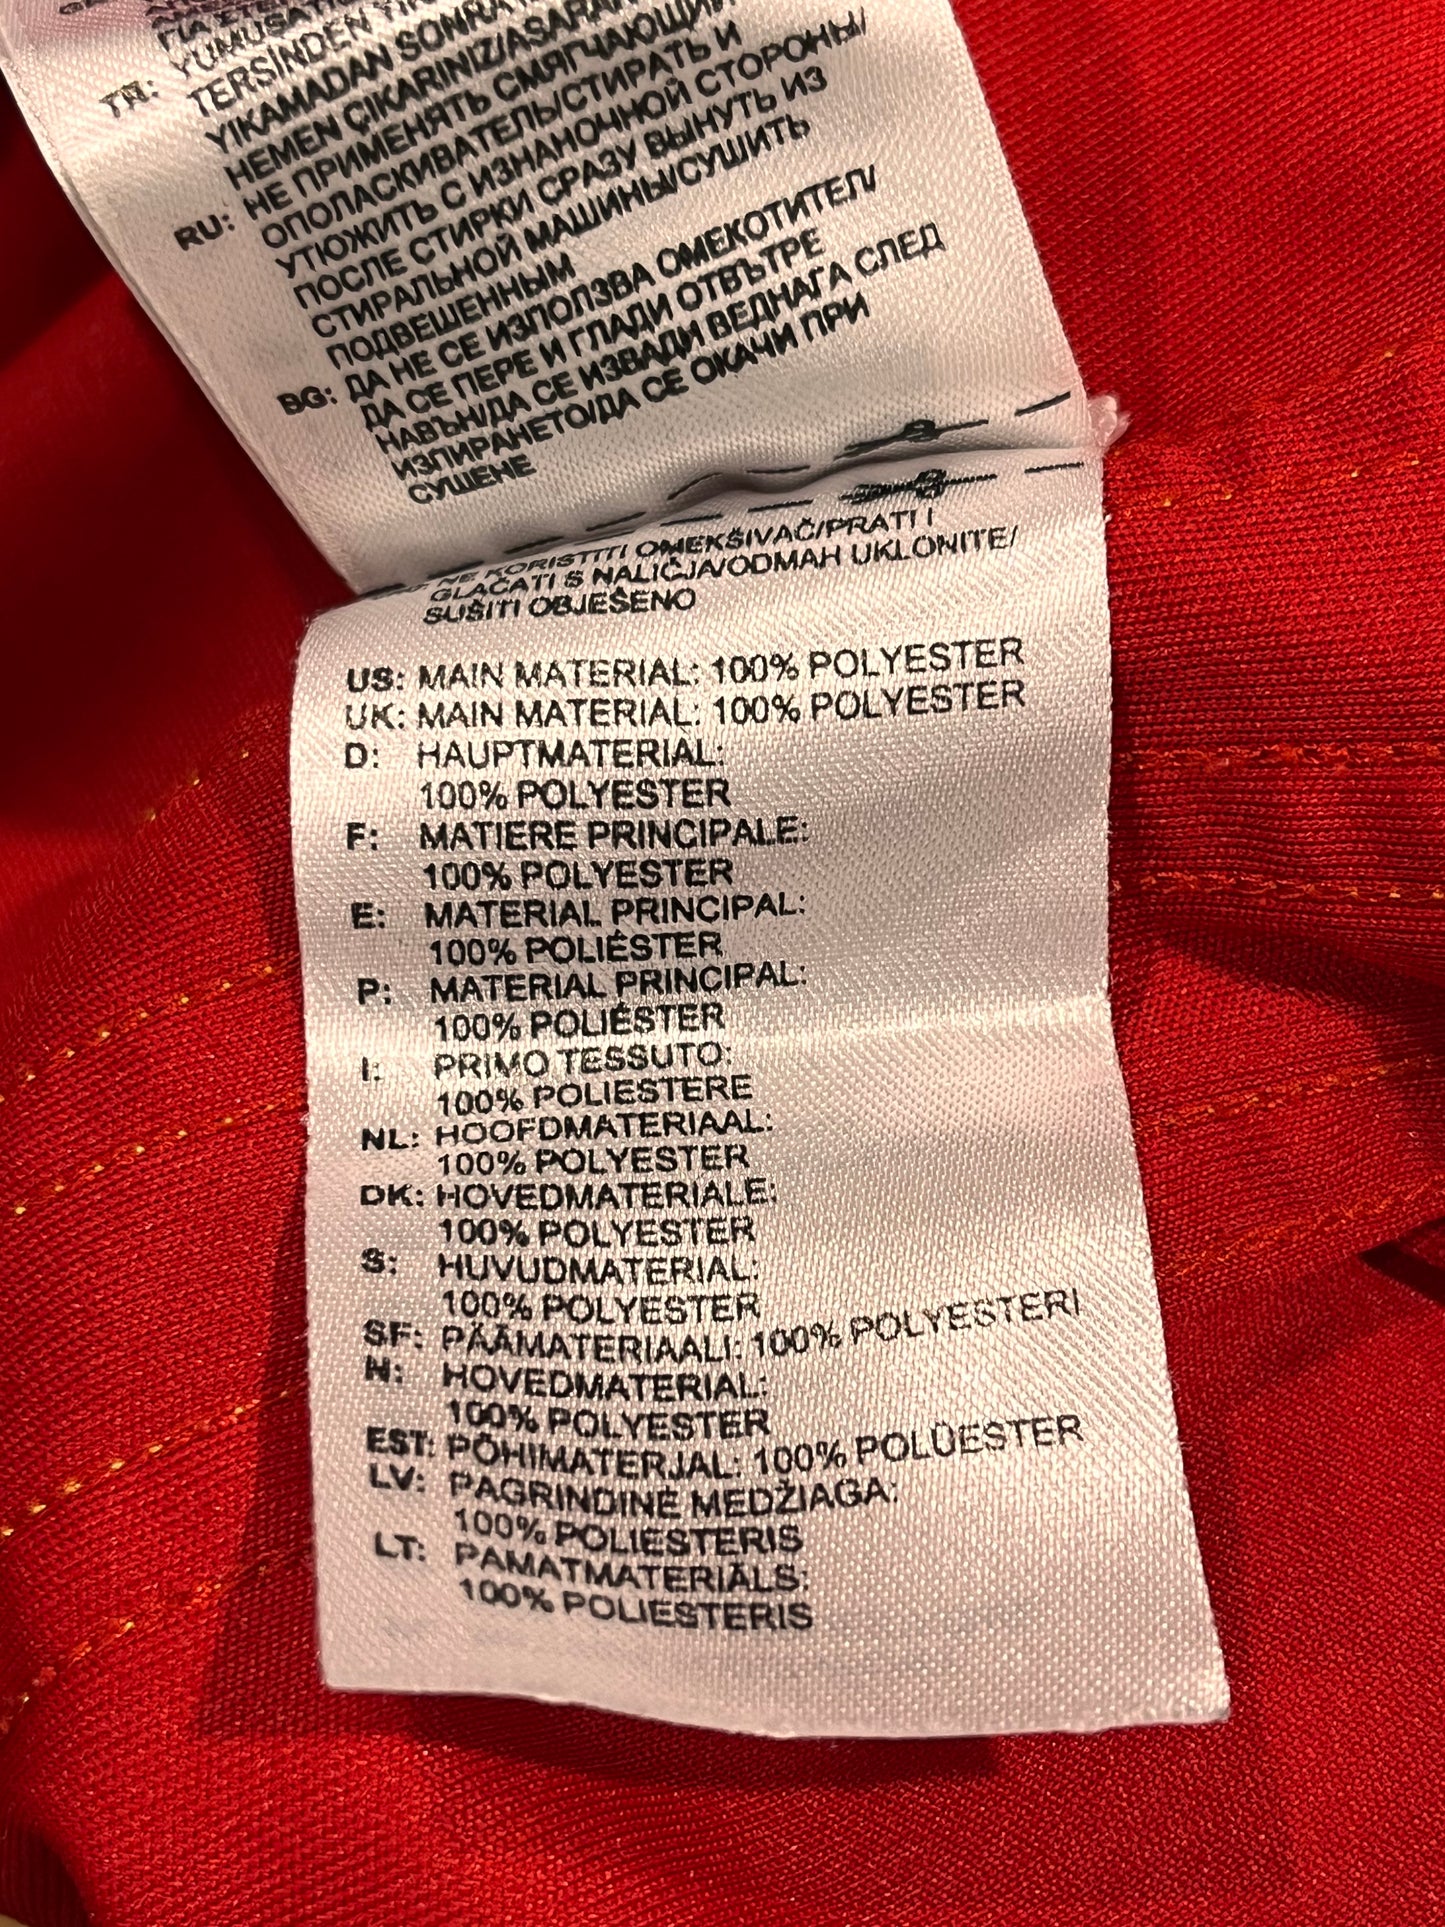 TR: YUMUSATI
TERSİNDEN
YIKAMADAN SONRA
HEMEN ÇIKARINIZ/ASARAK
RU: НЕ ПРИМЕНЯТЬ СМЯГЧАЮЩИЙ
ОПОЛАСКИВАТЕЛЬ/СТИРАТЬ И
УТЮЖИТЬ С ИЗНАНОЧНОЙ СТОРОНЫ/
ПОСЛЕ СТИРКИ СРАЗУ ВЫНУТЬ ИЗ
СТИРАЛЬНОЙ МАШИНЫ/СУШИТЬ
ПОДВЕШЕННЫМ
BG: ДА НЕ СЕ ИЗПОЛЗВА ОМЕКОТИТЕЛ/
ДА СЕ ПЕРЕ И ГЛАДИ ОТВЪТРЕ
НАВЪН/ДА СЕ ИЗВАДИ ВЕДНАГА СЛЕД
ИЗПИРАНЕТО/ДА СЕ ОКАЧИ ПРИ
СУШЕНЕ
NE KORISTITI OMEKŠIVAČ/PRATI I
GLAČATI S NALIČJA/ODMAH UKLONITE/
SUŠITI OBJEŠENO
US: MAIN MATERIAL: 100% POLYESTER
UK: MAIN MATERIAL: 100% POLYESTER
D: HAUPTMATERIAL:
100% POLYESTER
F: MATIERE PRINCIPALE:
100% POLYESTER
E: MATERIAL PRINCIPAL:
100% POLIÉSTER
P: MATERIAL PRINCIPAL:
100% POLIÉSTER
I: PRIMO TESSUTO:
100% POLIESTERE
NL: HOOFDMATERIAAL:
100% POLYESTER
DK: HOVEDMATERIALE:
100% POLYESTER
S: HUVUDMATERIAL:
100% POLYESTER
SF: PÄÄMATERIAALI: 100% POLYESTERI
N: HOVEDMATERIAL:
100% POLYESTER
EST: PÕHIMATERJAL: 100% POLÜESTER
LV: PAGRINDINĖ MEDŽIAGA:
100% POLIESTERIS
LT: PAMATMATERIĀLS:
100% POLIESTERIS